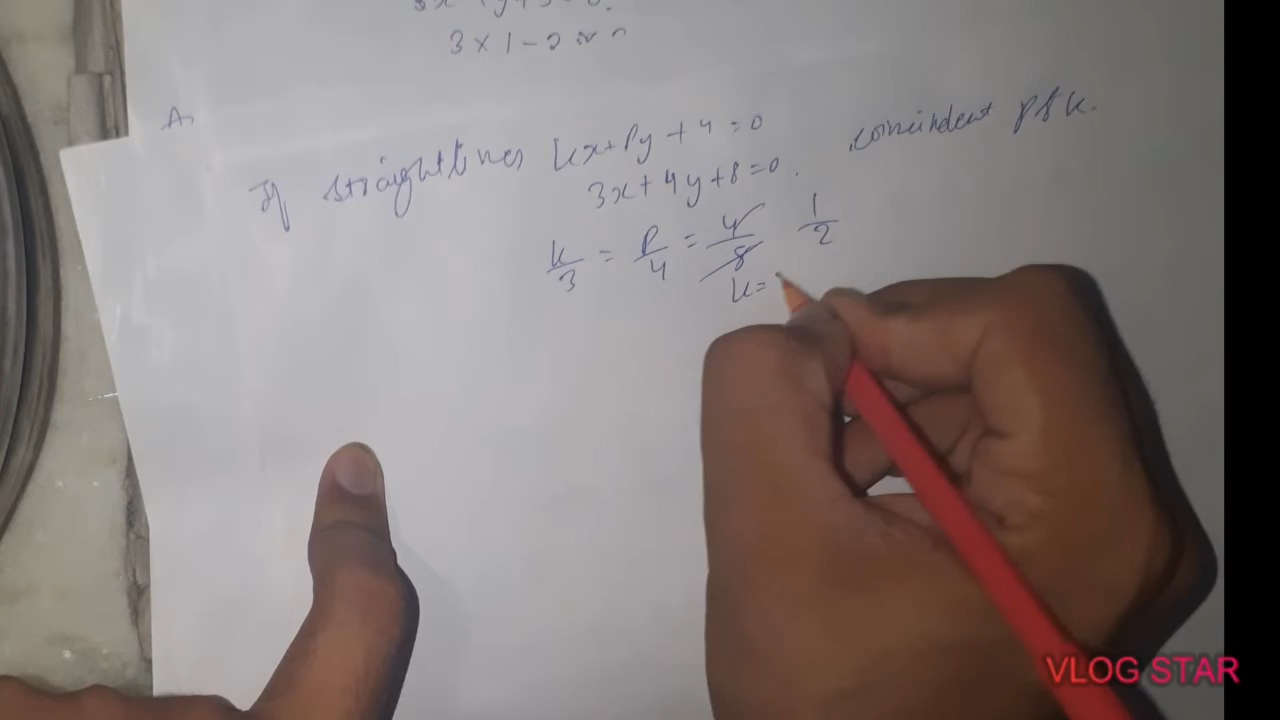 3 × 1 - 2
A.
If straight lines kx + Py + 4 = 0 coinindent P & k.
3x + 4y + 8 = 0.
k/3 = P/4 = 4/8 1/2
k =
VLOG STAR